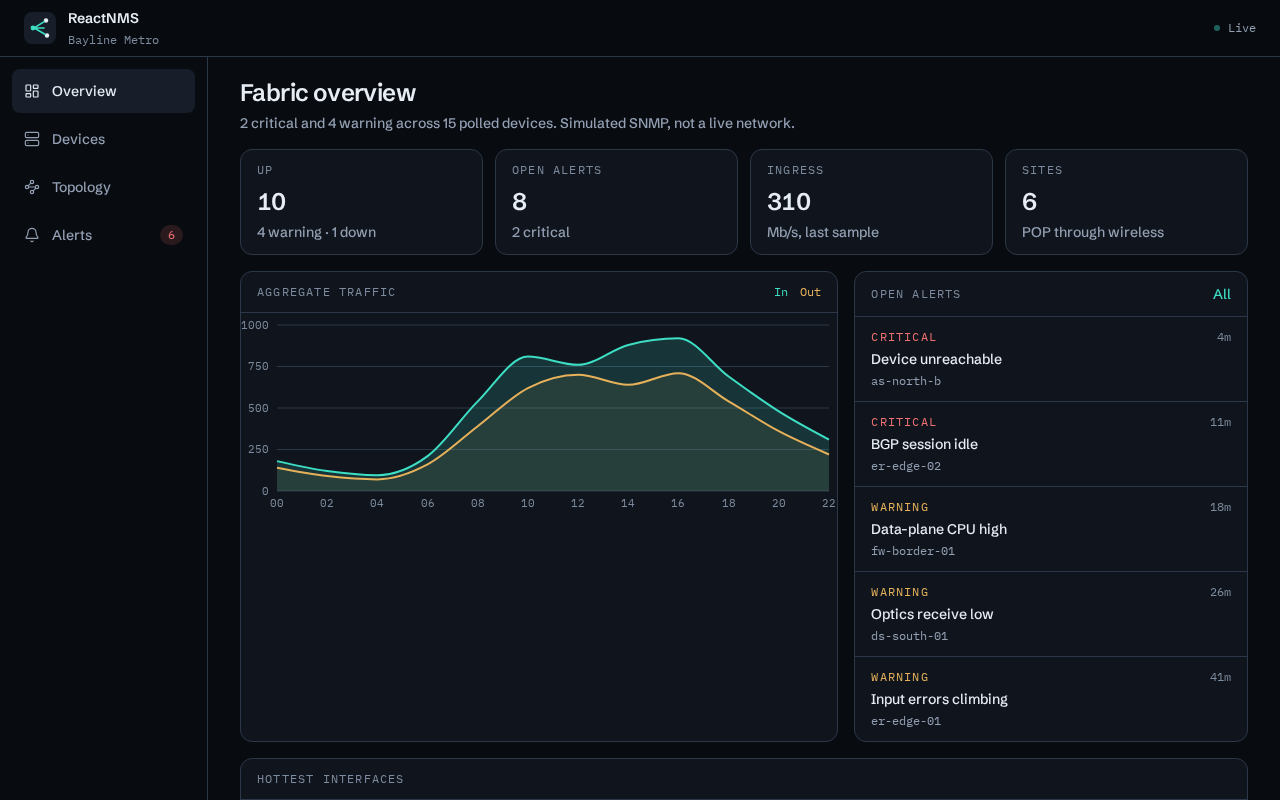 ReactNMS
Bayline Metro
Live
Overview
Devices
Topology
Alerts
6
Fabric overview
2 critical and 4 warning across 15 polled devices. Simulated SNMP, not a live network.
UP
10
4 warning · 1 down
OPEN ALERTS
8
2 critical
INGRESS
310
Mb/s, last sample
SITES
6
POP through wireless
AGGREGATE TRAFFIC
In Out
1000
750
500
250
0
00 02 04 06 08 10 12 14 16 18 20 22
OPEN ALERTS
All
CRITICAL
4m
Device unreachable
as-north-b
CRITICAL
11m
BGP session idle
er-edge-02
WARNING
18m
Data-plane CPU high
fw-border-01
WARNING
26m
Optics receive low
ds-south-01
WARNING
41m
Input errors climbing
er-edge-01
HOTTEST INTERFACES